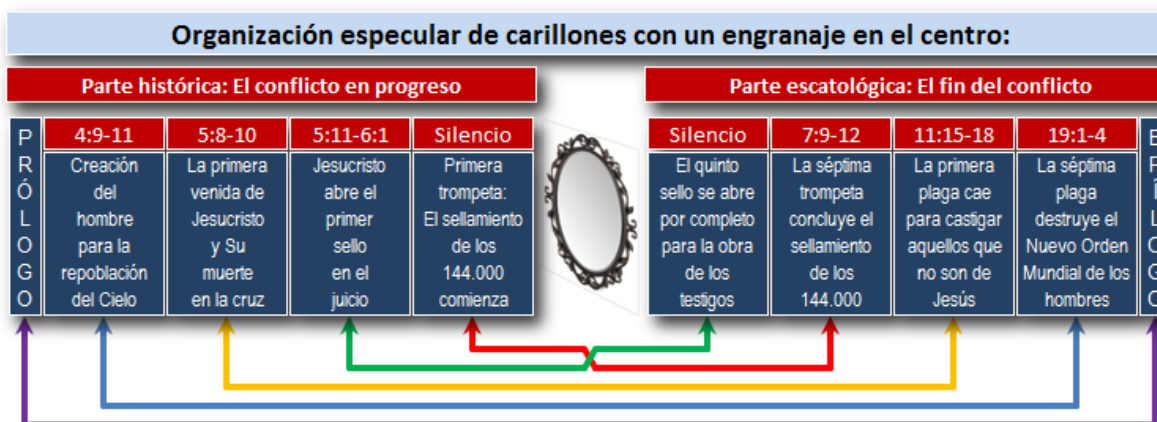 Organización especular de carillones con un engranaje en el centro:
Parte histórica: El conflicto en progreso
P
R
Ó
L
O
G
O
4:9-11
Creación
del
hombre
para la
repoblación
del Cielo
5:8-10
La primera
venida de
Jesucristo
y Su
muerte
en la cruz
5:11-6:1
Jesucristo
abre el
primer
sello
en el
juicio
Silencio
Primera
trompeta:
El sellamiento
de los
144.000
comienza
Parte escatológica: El fin del conflicto
Silencio
El quinto
sello se abre
por completo
para la obra
de los
testigos
7:9-12
La séptima
trompeta
concluye el
sellamiento
de los
144.000
11:15-18
La primera
plaga cae
para castigar
aquellos que
no son de
Jesús
19:1-4
La séptima
plaga
destruye el
Nuevo Orden
Mundial de los
hombres
E
P
Í
L
O
G
O